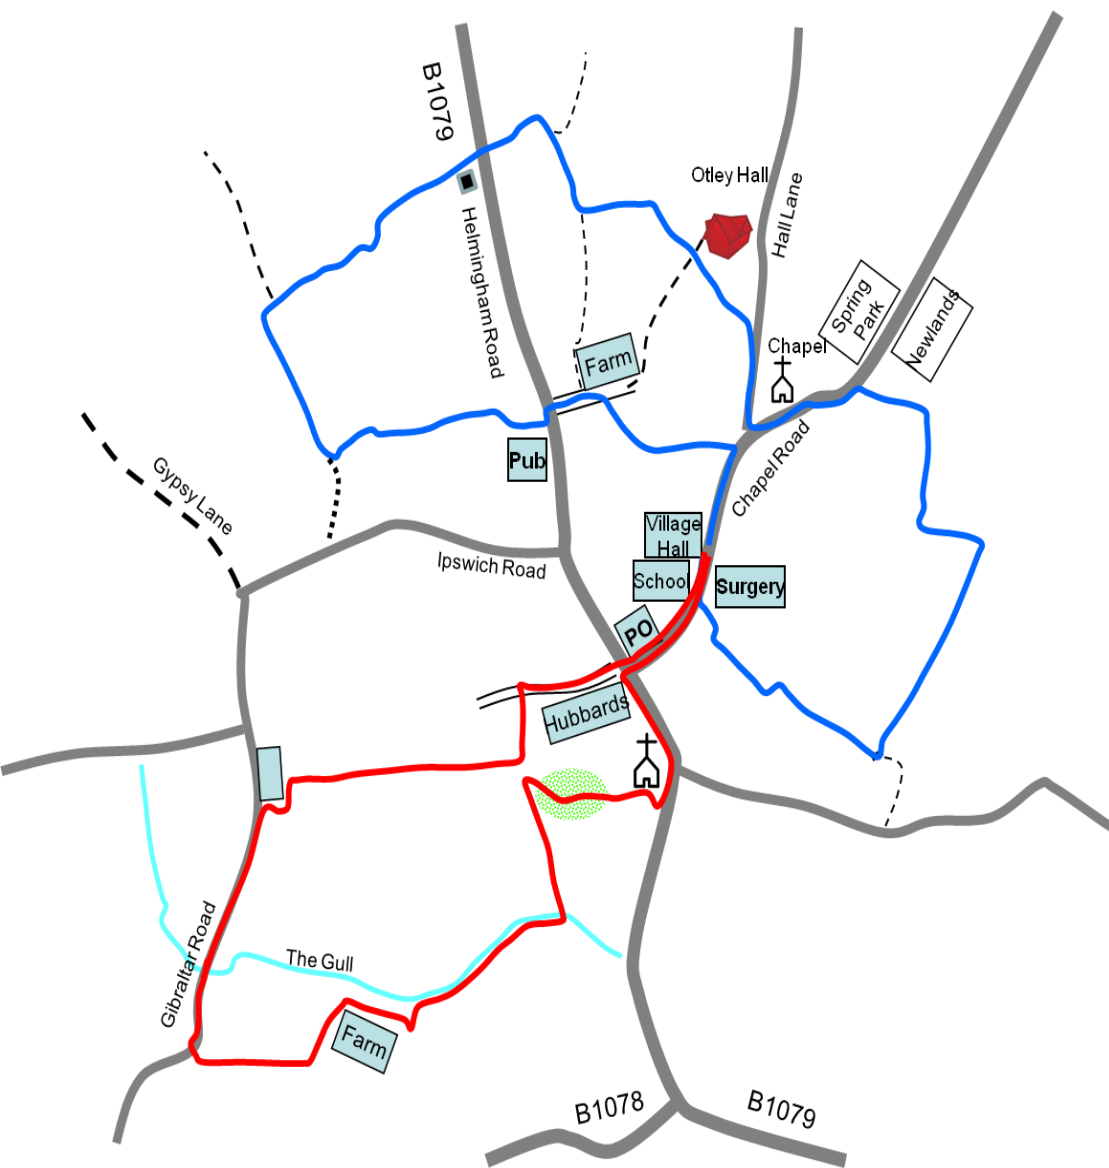 B1079
Otley Hall
Hall Lane
Helmingham Road
Spring
Park
Newlands
Chapel
Farm
Chapel Road
Pub
Gypsy Lane
Village
Hall
Ipswich Road
School
Surgery
PO
Hubbards
Gibraltar Road
The Gull
Farm
B1078
B1079